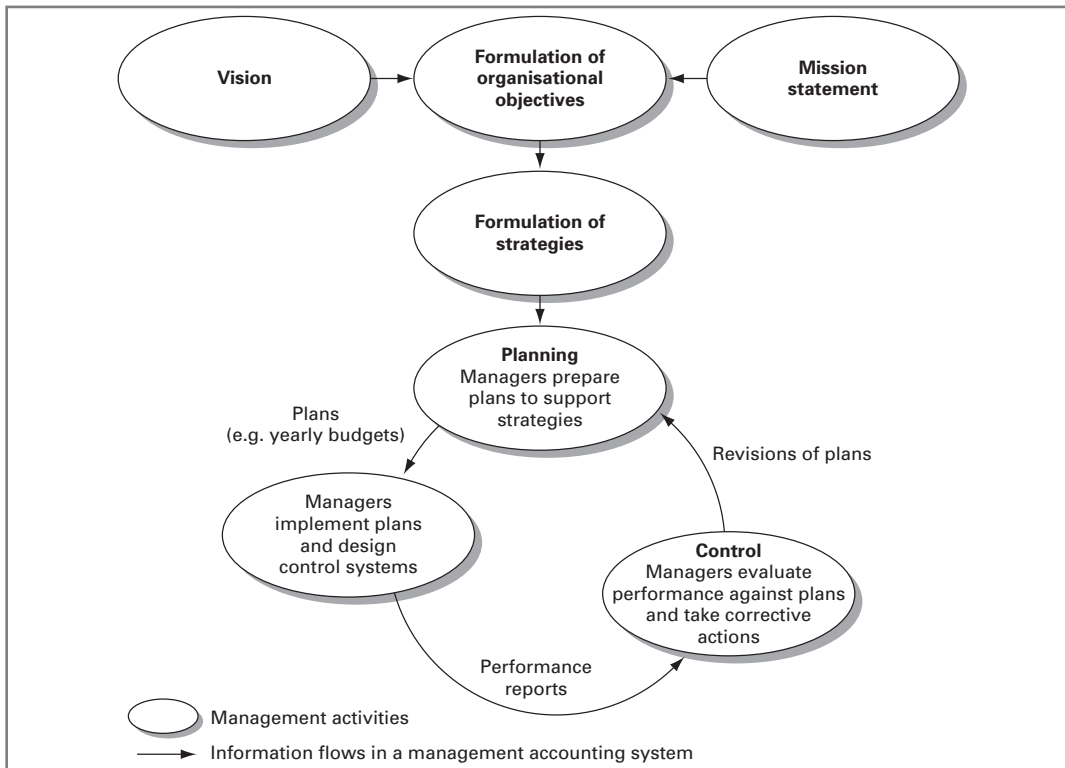 Vision
Formulation of
organisational
objectives
Mission
statement
Formulation of
strategies
Planning
Managers prepare
plans to support
strategies
Plans
(e.g. yearly budgets)
Revisions of plans
Managers
implement plans
and design
control systems
Control
Managers evaluate
performance against plans
and take corrective
actions
Performance
reports
Management activities
Information flows in a management accounting system